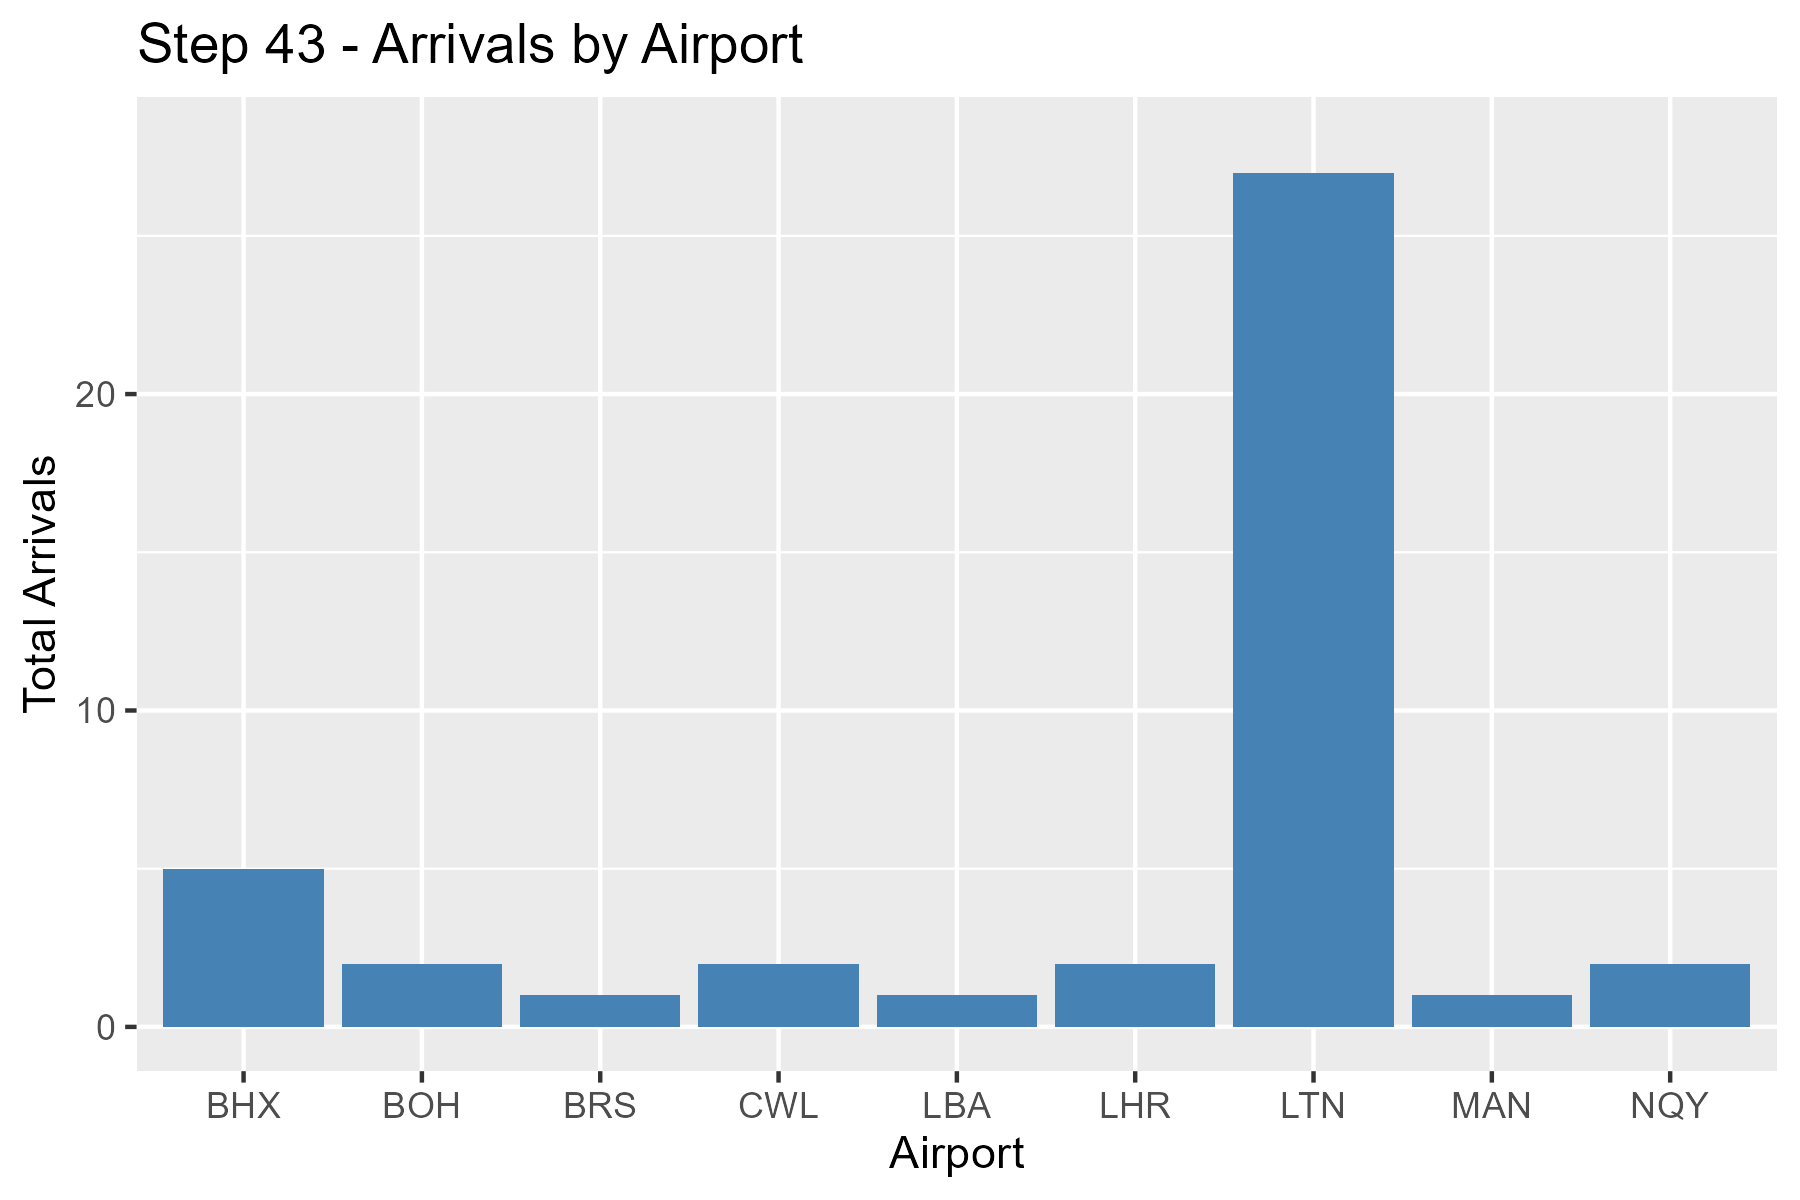 Step 43 - Arrivals by Airport
Total Arrivals
20
10
0
BHX BOH BRS CWL LBA LHR LTN MAN NQY
Airport